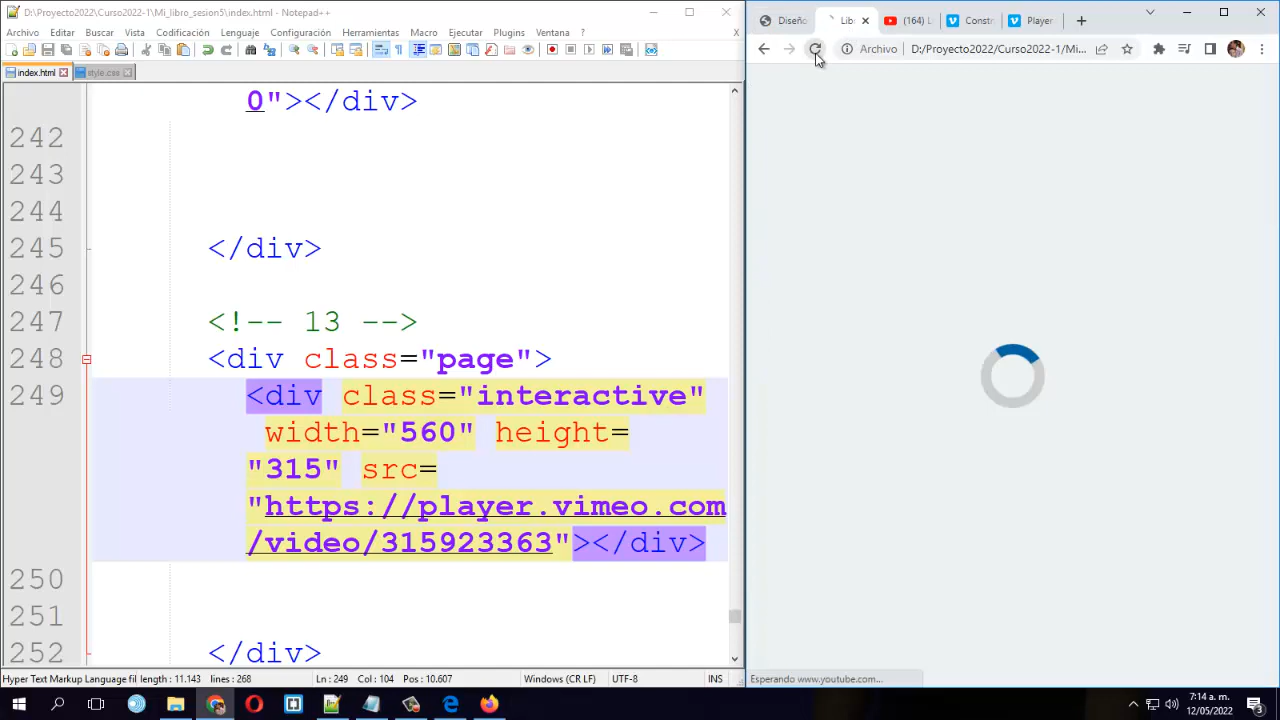 D:\Proyecto2022\Curso2022-1\Mi_libro_sesion5\index.html - Notepad++
Archivo Editar Buscar Vista Codificación Lenguaje Configuración Herramientas Macro Ejecutar Plugins Ventana ?
index.html style.css
0"></div>
242
243
244
245 </div>
246
247 <!-- 13 -->
248 <div class="page">
249 <div class="interactive"
width="560" height=
"315" src=
"https://player.vimeo.com
/video/315923363"></div>
250
251
252 </div>
Hyper Text Markup Language fil length : 11.143 lines : 268 Ln : 249 Col : 104 Pos : 10.607 Windows (CR LF) UTF-8 INS
Diseño Lib (164) Constr Player
Archivo D:/Proyecto2022/Curso2022-1/Mi...
Esperando www.youtube.com...
7:14 a. m.
12/05/2022
3